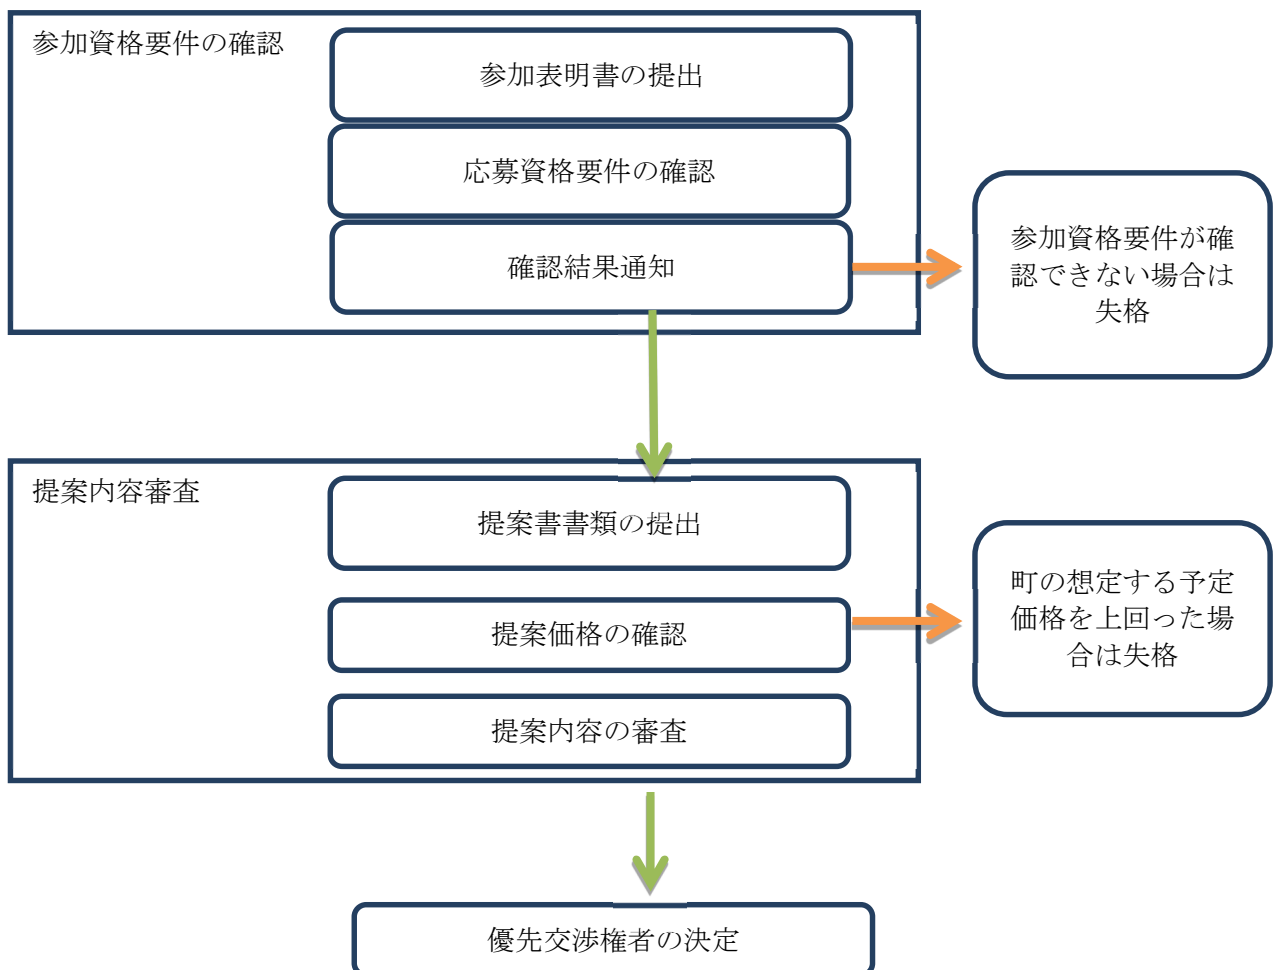 参加資格要件の確認
参加表明書の提出
応募資格要件の確認
確認結果通知
参加資格要件が確
認できない場合は
失格
提案内容審査
提案書書類の提出
提案価格の確認
町の想定する予定
価格を上回った場
合は失格
提案内容の審査
優先交渉権者の決定